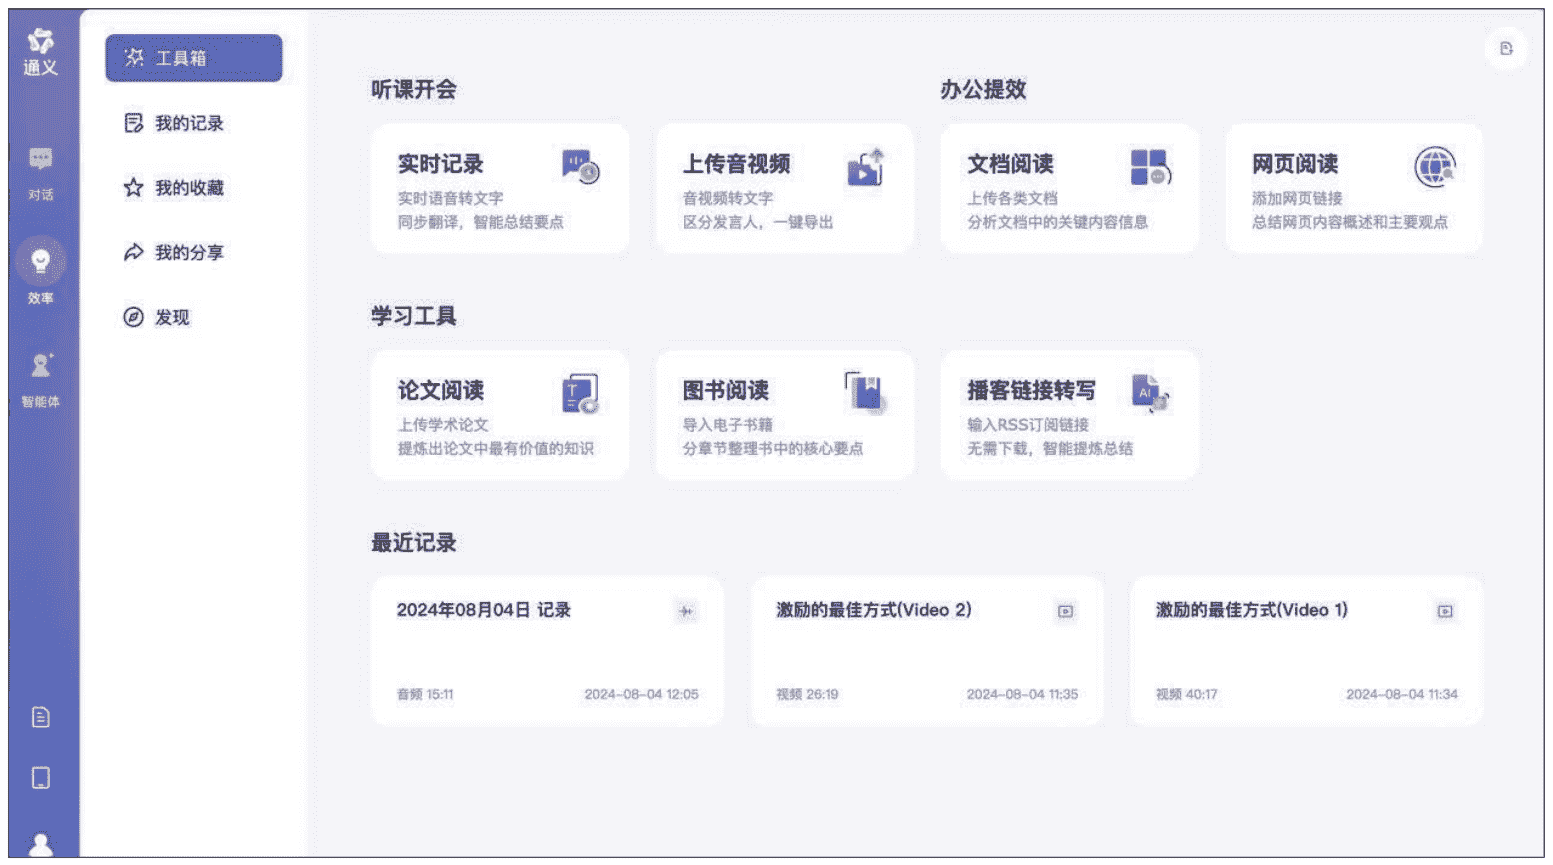 通义
对话
效率
智能体
工具箱
我的记录
我的收藏
我的分享
发现
听课开会
实时记录
实时语音转文字
同步翻译，智能总结要点
上传音视频
音视频转文字
区分发言人，一键导出
办公提效
文档阅读
上传各类文档
分析文档中的关键内容信息
网页阅读
添加网页链接
总结网页内容概述和主要观点
学习工具
论文阅读
上传学术论文
提炼出论文中最有价值的知识
图书阅读
导入电子书籍
分章节整理书中的核心要点
播客链接转写
输入RSS订阅链接
无需下载，智能提炼总结
AI
T
最近记录
2024年08月04日 记录
音频 15:11
2024-08-04 12:05
激励的最佳方式(Video 2)
视频 26:19
2024-08-04 11:35
激励的最佳方式(Video 1)
视频 40:17
2024-08-04 11:34